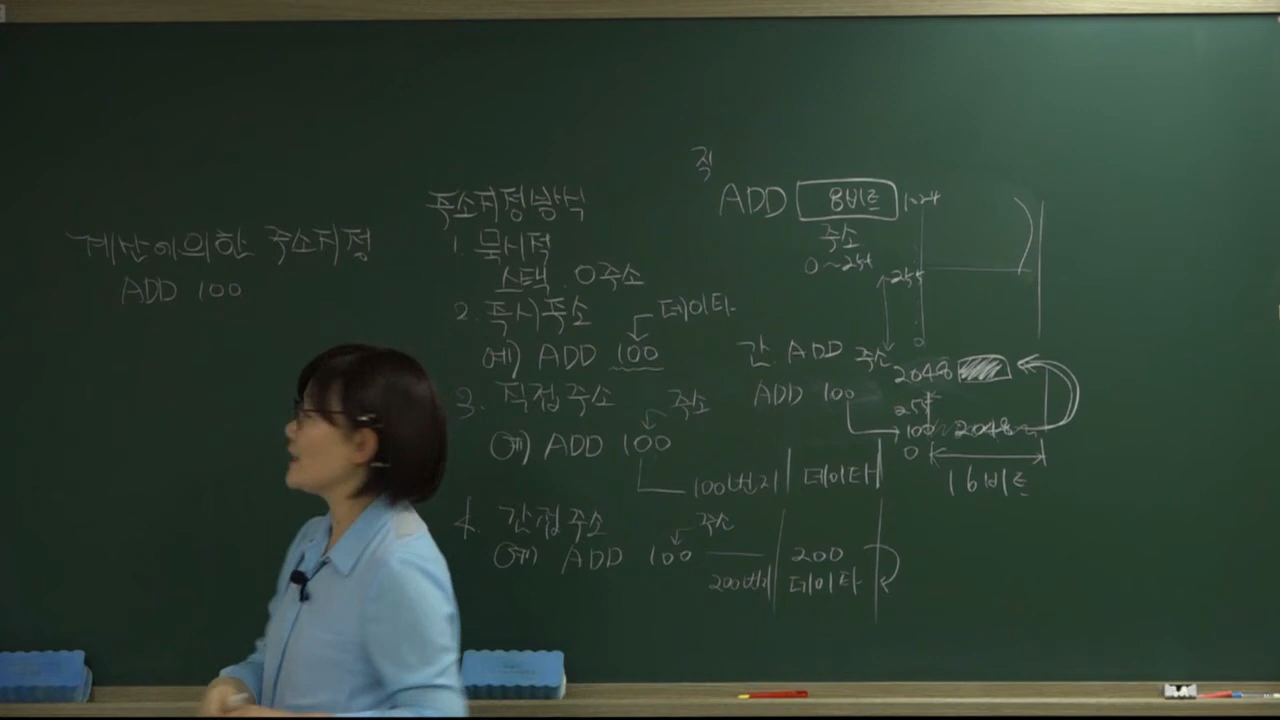 계산에의한 주소지정
ADD 100
주소지정방식
1. 묵시적
스택. 0주소
2. 즉시주소
데이타
예) ADD 100
3. 직접주소
주소
예) ADD 100
100번지 데이타
4. 간접주소
주소
예) ADD 100
200
200번지 데이타
직
ADD 8비트
주소
0~255
1024
255
0
간 ADD 주소
2048
ADD 100
255
100 2048
0
16비트